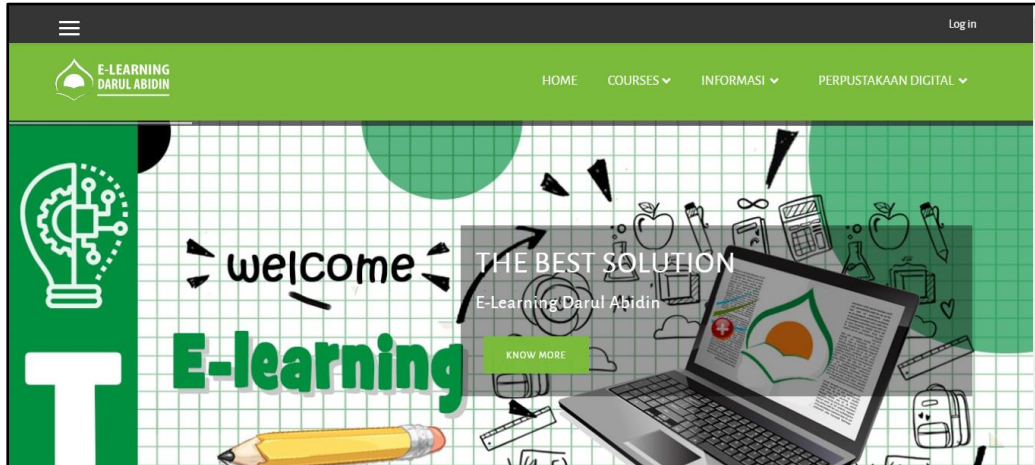 Log in
E-LEARNING
DARUL ABIDIN
HOME COURSES INFORMASI PERPUSTAKAAN DIGITAL
welcome
THE BEST SOLUTION
E-Learning Darul Abidin
E-learning
KNOW MORE
T